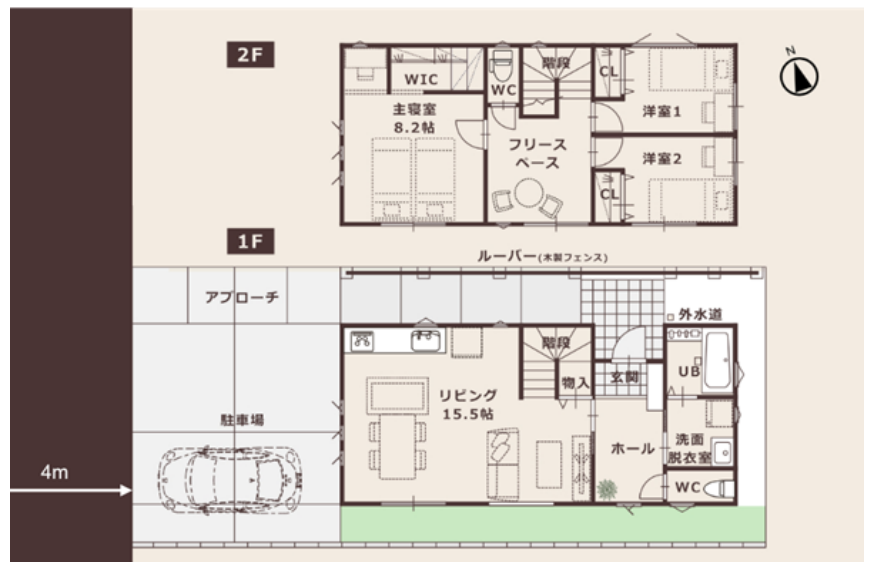 2F
N
WIC
WC
階段
CL
洋室1
主寝室
8.2帖
フリース
ペース
洋室2
CL
1F
ルーバー(木製フェンス)
アプローチ
外水道
階段
玄関
UB
物入
リビング
15.5帖
駐車場
ホール
洗面
脱衣室
4m
WC